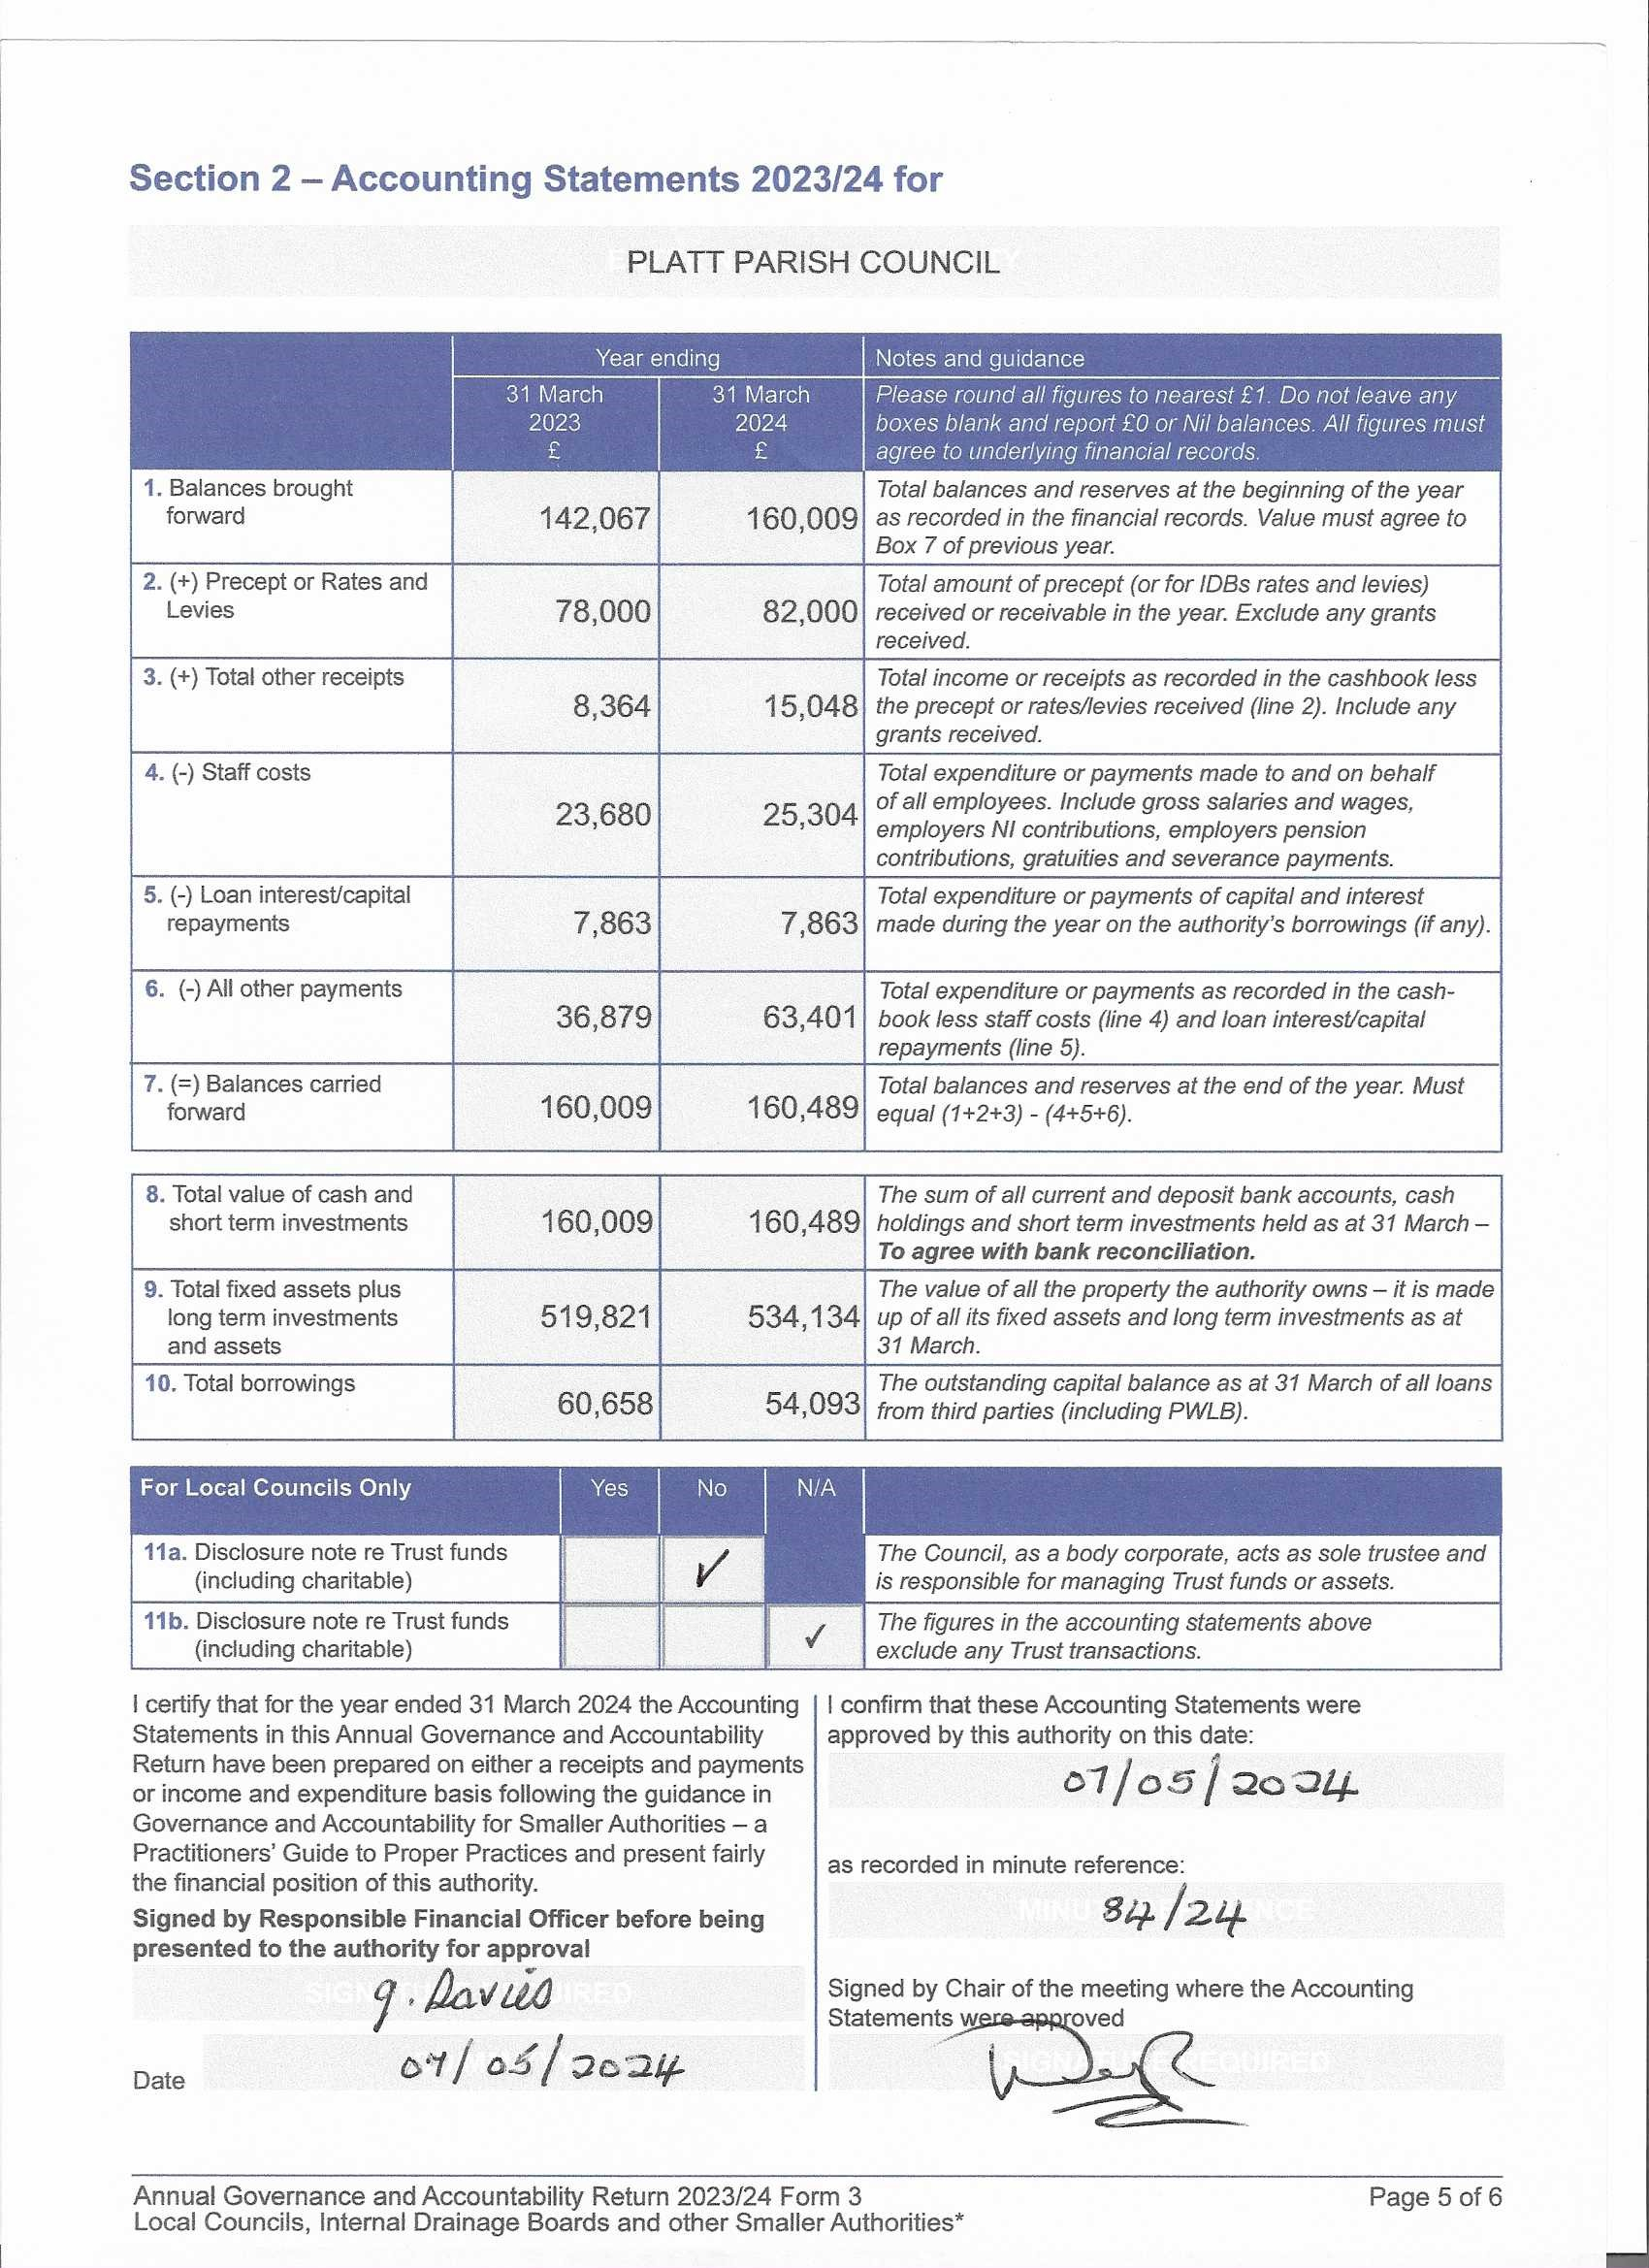 Section 2 – Accounting Statements 2023/24 for
PLATT PARISH COUNCIL
Year ending
Notes and guidance
31 March
2023
£
31 March
2024
£
Please round all figures to nearest £1. Do not leave any
boxes blank and report £0 or Nil balances. All figures must
agree to underlying financial records.
1. Balances brought
forward
142,067
160,009
Total balances and reserves at the beginning of the year
as recorded in the financial records. Value must agree to
Box 7 of previous year.
2. (+) Precept or Rates and
Levies
78,000
82,000
Total amount of precept (or for IDBs rates and levies)
received or receivable in the year. Exclude any grants
received.
3. (+) Total other receipts
8,364
15,048
Total income or receipts as recorded in the cashbook less
the precept or rates/levies received (line 2). Include any
grants received.
4. (-) Staff costs
23,680
25,304
Total expenditure or payments made to and on behalf
of all employees. Include gross salaries and wages,
employers NI contributions, employers pension
contributions, gratuities and severance payments.
5. (-) Loan interest/capital
repayments
7,863
7,863
Total expenditure or payments of capital and interest
made during the year on the authority's borrowings (if any).
6. (-) All other payments
36,879
63,401
Total expenditure or payments as recorded in the cash-
book less staff costs (line 4) and loan interest/capital
repayments (line 5).
7. (=) Balances carried
forward
160,009
160,489
Total balances and reserves at the end of the year. Must
equal (1+2+3) - (4+5+6).
8. Total value of cash and
short term investments
160,009
160,489
The sum of all current and deposit bank accounts, cash
holdings and short term investments held as at 31 March –
To agree with bank reconciliation.
9. Total fixed assets plus
long term investments
and assets
519,821
534,134
The value of all the property the authority owns – it is made
up of all its fixed assets and long term investments as at
31 March.
10. Total borrowings
60,658
54,093
The outstanding capital balance as at 31 March of all loans
from third parties (including PWLB).
For Local Councils Only
Yes
No
N/A
11a. Disclosure note re Trust funds
(including charitable)
✓
The Council, as a body corporate, acts as sole trustee and
is responsible for managing Trust funds or assets.
11b. Disclosure note re Trust funds
(including charitable)
✓
The figures in the accounting statements above
exclude any Trust transactions.
I certify that for the year ended 31 March 2024 the Accounting
Statements in this Annual Governance and Accountability
Return have been prepared on either a receipts and payments
or income and expenditure basis following the guidance in
Governance and Accountability for Smaller Authorities – a
Practitioners' Guide to Proper Practices and present fairly
the financial position of this authority.
Signed by Responsible Financial Officer before being
presented to the authority for approval
g. Davies
Date
07/05/2024
I confirm that these Accounting Statements were
approved by this authority on this date:
07/05/2024
as recorded in minute reference:
84/24
Signed by Chair of the meeting where the Accounting
Statements were approved
Annual Governance and Accountability Return 2023/24 Form 3
Local Councils, Internal Drainage Boards and other Smaller Authorities*
Page 5 of 6